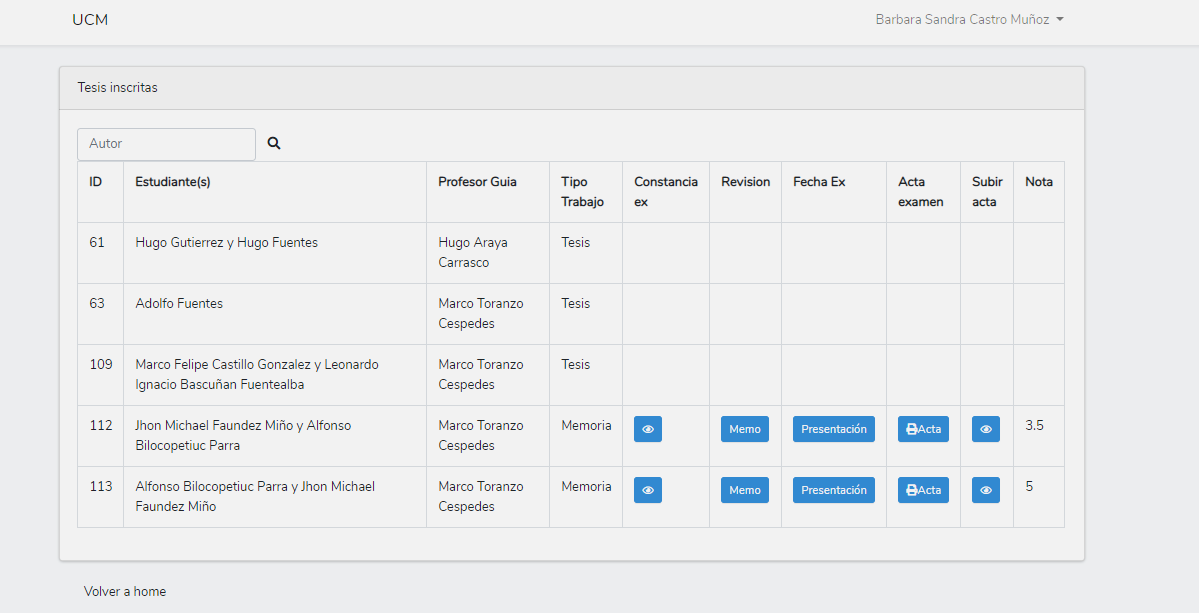 UCM
Barbara Sandra Castro Muñoz
Tesis inscritas
Autor
ID Estudiante(s) Profesor Guia Tipo Trabajo Constancia ex Revision Fecha Ex Acta examen Subir acta Nota
61 Hugo Gutierrez y Hugo Fuentes Hugo Araya Carrasco Tesis
63 Adolfo Fuentes Marco Toranzo Cespedes Tesis
109 Marco Felipe Castillo Gonzalez y Leonardo Ignacio Bascuñan Fuentealba Marco Toranzo Cespedes Tesis
112 Jhon Michael Faundez Miño y Alfonso Bilocopetiuc Parra Marco Toranzo Cespedes Memoria Memo Presentación Acta 3.5
113 Alfonso Bilocopetiuc Parra y Jhon Michael Faundez Miño Marco Toranzo Cespedes Memoria Memo Presentación Acta 5
Volver a home